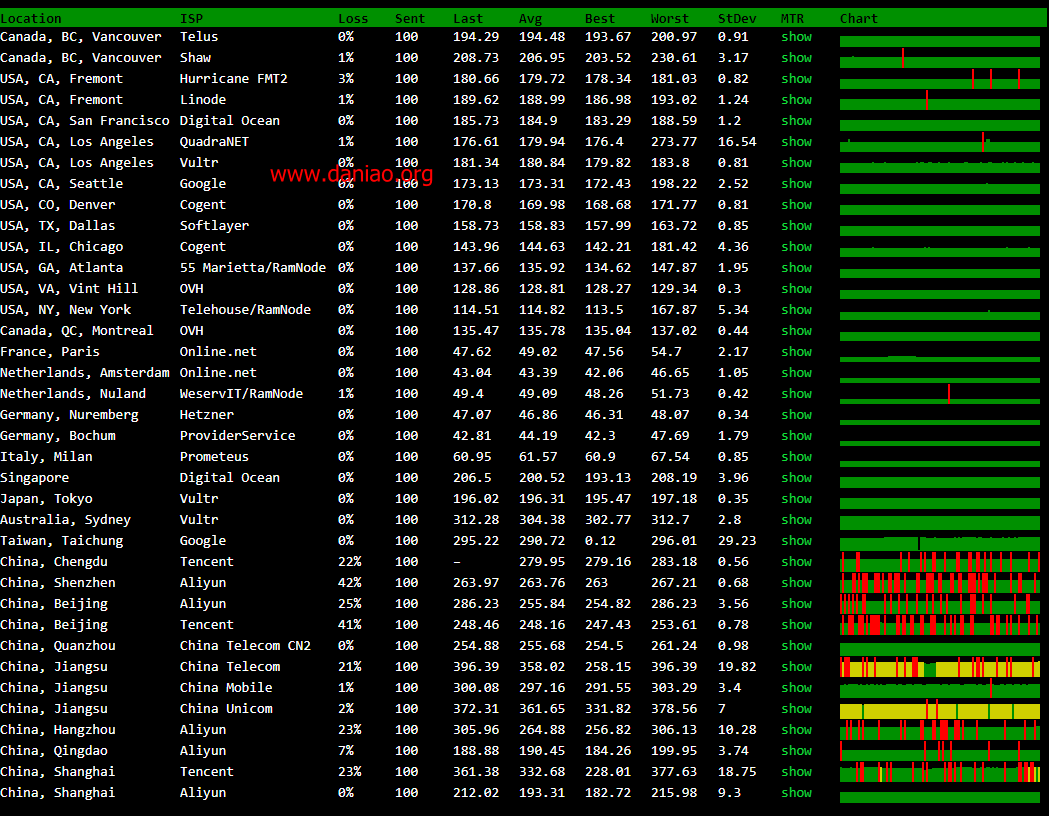 Location ISP Loss Sent Last Avg Best Worst StDev MTR Chart
Canada, BC, Vancouver Telus 0% 100 194.29 194.48 193.67 200.97 0.91 show
Canada, BC, Vancouver Shaw 1% 100 208.73 206.95 203.52 230.61 3.17 show
USA, CA, Fremont Hurricane FMT2 3% 100 180.66 179.72 178.34 181.03 0.82 show
USA, CA, Fremont Linode 1% 100 189.62 188.99 186.98 193.02 1.24 show
USA, CA, San Francisco Digital Ocean 0% 100 185.73 184.9 183.29 188.59 1.2 show
USA, CA, Los Angeles QuadraNET 1% 100 176.61 179.94 176.4 273.77 16.54 show
USA, CA, Los Angeles Vultr 0% 100 181.34 180.84 179.82 183.8 0.81 show
www.daniao.org
USA, CA, Seattle Google 0% 100 173.13 173.31 172.43 198.22 2.52 show
USA, CO, Denver Cogent 0% 100 170.8 169.98 168.68 171.77 0.81 show
USA, TX, Dallas Softlayer 0% 100 158.73 158.83 157.99 163.72 0.85 show
USA, IL, Chicago Cogent 0% 100 143.96 144.63 142.21 181.42 4.36 show
USA, GA, Atlanta 55 Marietta/RamNode 0% 100 137.66 135.92 134.62 147.87 1.95 show
USA, VA, Vint Hill OVH 0% 100 128.86 128.81 128.27 129.34 0.3 show
USA, NY, New York Telehouse/RamNode 0% 100 114.51 114.82 113.5 167.87 5.34 show
Canada, QC, Montreal OVH 0% 100 135.47 135.78 135.04 137.02 0.44 show
France, Paris Online.net 0% 100 47.62 49.02 47.56 54.7 2.17 show
Netherlands, Amsterdam Online.net 0% 100 43.04 43.39 42.06 46.65 1.05 show
Netherlands, Nuland WeservIT/RamNode 1% 100 49.4 49.09 48.26 51.73 0.42 show
Germany, Nuremberg Hetzner 0% 100 47.07 46.86 46.31 48.07 0.34 show
Germany, Bochum ProviderService 0% 100 42.81 44.19 42.3 47.69 1.79 show
Italy, Milan Prometeus 0% 100 60.95 61.57 60.9 67.54 0.85 show
Singapore Digital Ocean 0% 100 206.5 200.52 193.13 208.19 3.96 show
Japan, Tokyo Vultr 0% 100 196.02 196.31 195.47 197.18 0.35 show
Australia, Sydney Vultr 0% 100 312.28 304.38 302.77 312.7 2.8 show
Taiwan, Taichung Google 0% 100 295.22 290.72 0.12 296.01 29.23 show
China, Chengdu Tencent 22% 100 – 279.95 279.16 283.18 0.56 show
China, Shenzhen Aliyun 42% 100 263.97 263.76 263 267.21 0.68 show
China, Beijing Aliyun 25% 100 286.23 255.84 254.82 286.23 3.56 show
China, Beijing Tencent 41% 100 248.46 248.16 247.43 253.61 0.78 show
China, Quanzhou China Telecom CN2 0% 100 254.88 255.68 254.5 261.24 0.98 show
China, Jiangsu China Telecom 21% 100 396.39 358.02 258.15 396.39 19.82 show
China, Jiangsu China Mobile 1% 100 300.08 297.16 291.55 303.29 3.4 show
China, Jiangsu China Unicom 2% 100 372.31 361.65 331.82 378.56 7 show
China, Hangzhou Aliyun 23% 100 305.96 264.88 256.82 306.13 10.28 show
China, Qingdao Aliyun 7% 100 188.88 190.45 184.26 199.95 3.74 show
China, Shanghai Tencent 23% 100 361.38 332.68 228.01 377.63 18.75 show
China, Shanghai Aliyun 0% 100 212.02 193.31 182.72 215.98 9.3 show